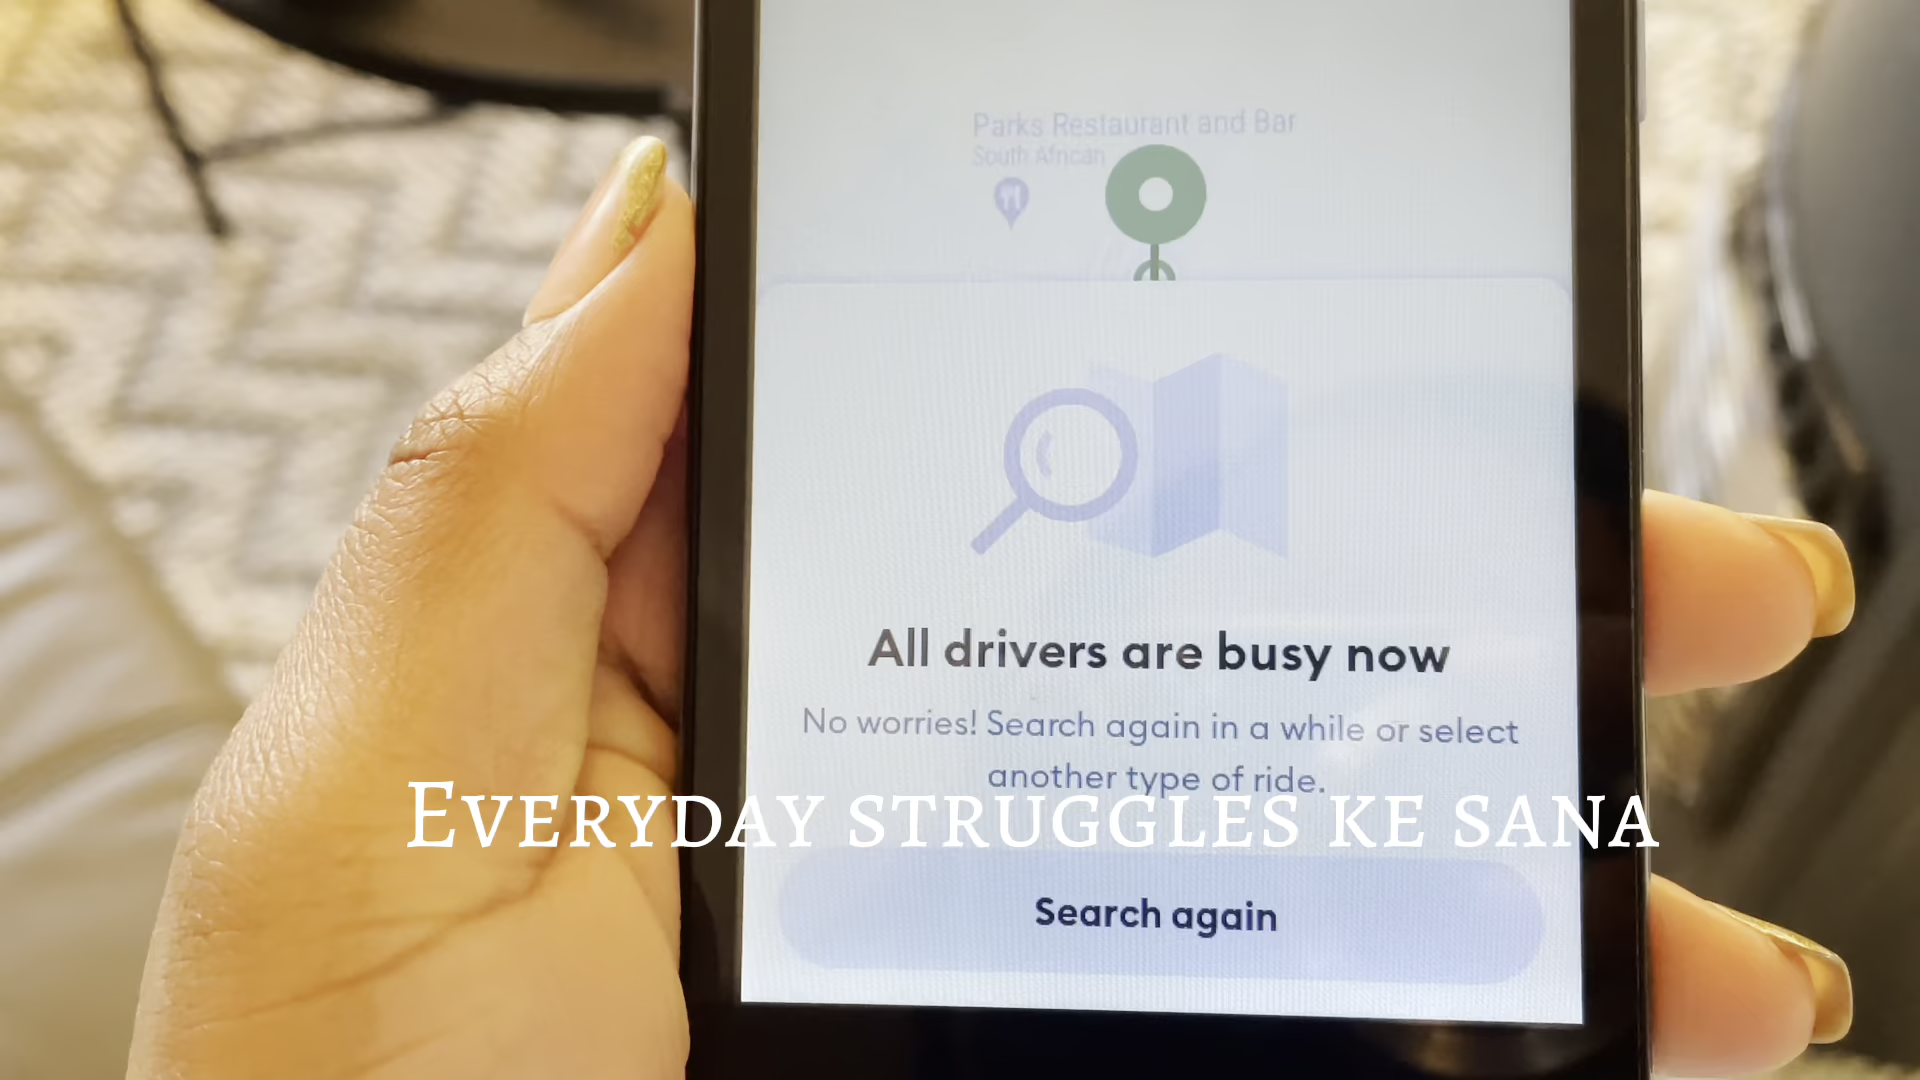 Parks Restaurant and Bar
South African
All drivers are busy now
No worries! Search again in a while or select
another type of ride.
Everyday struggles ke sana
Search again